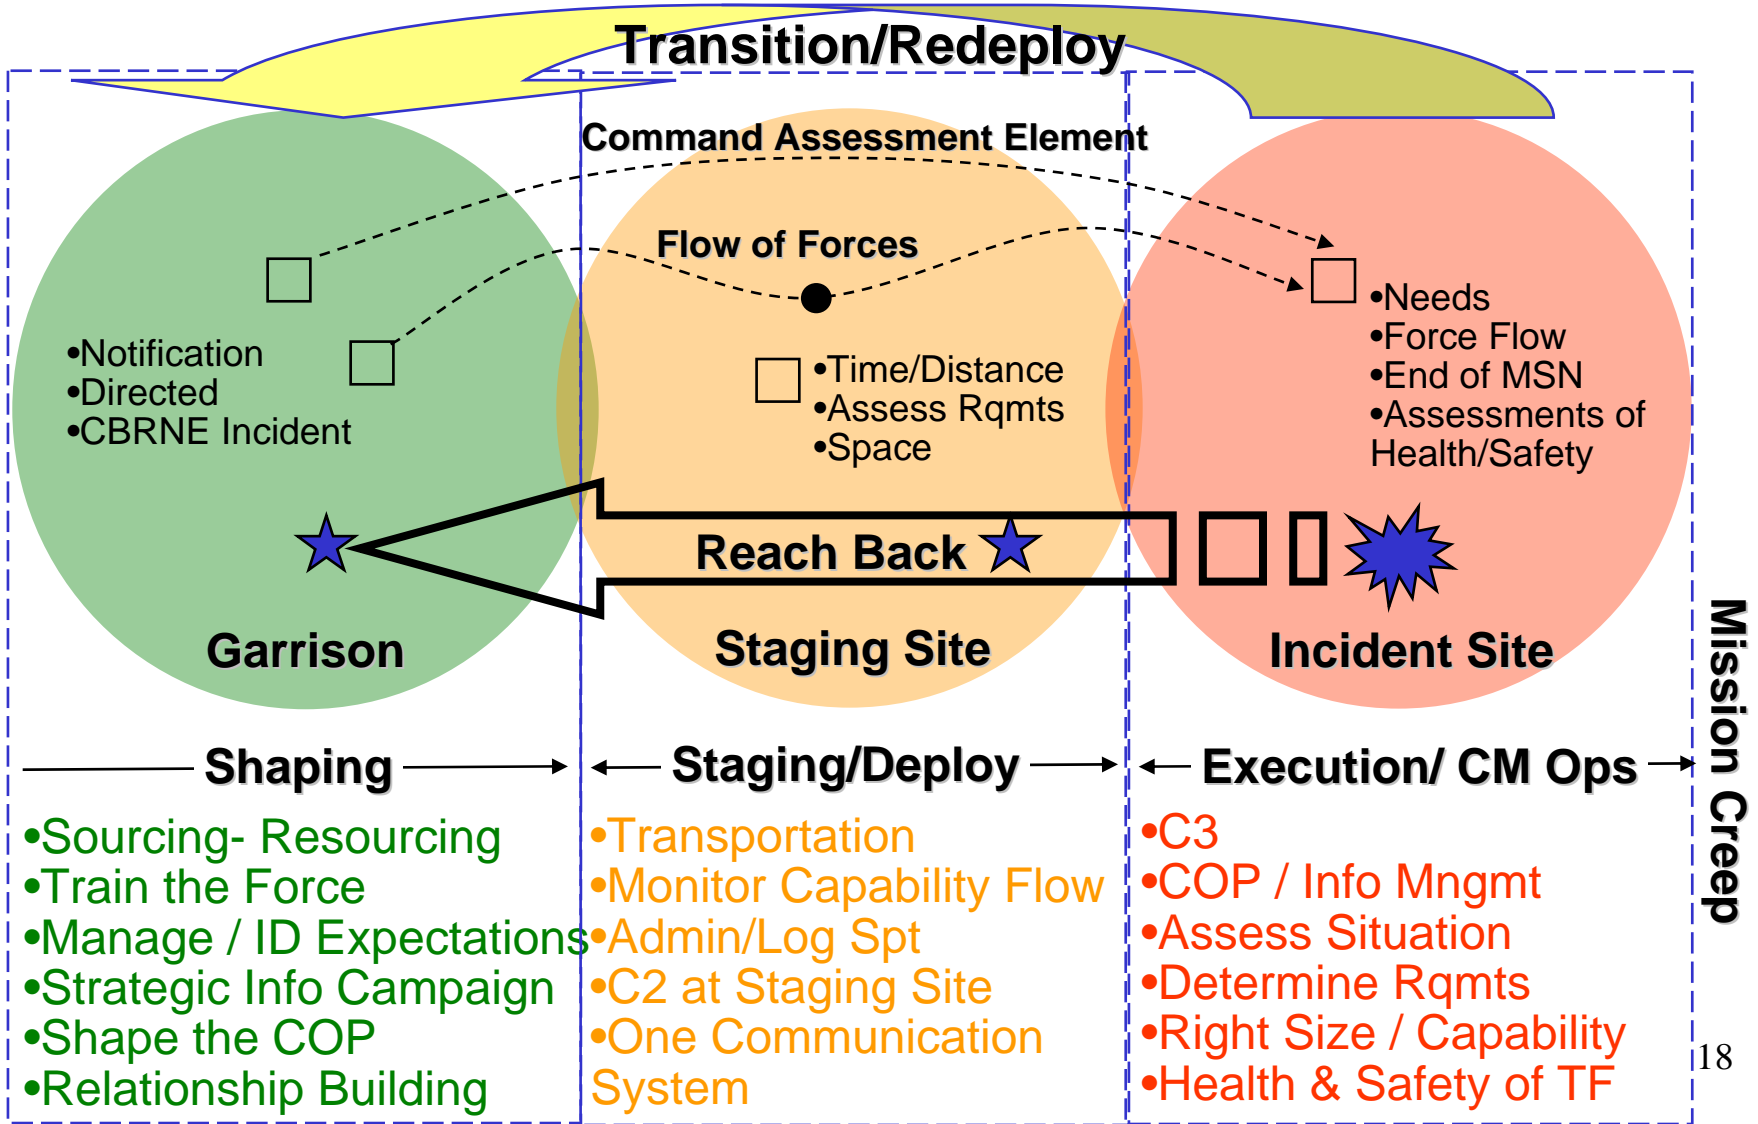 Transition/Redeploy
Command Assessment Element
Flow of Forces
•Notification
•Directed
•CBRNE Incident
•Time/Distance
•Assess Rqmts
•Space
•Needs
•Force Flow
•End of MSN
•Assessments of
Health/Safety
Reach Back
Garrison
Staging Site
Incident Site
Mission Creep
Shaping
Staging/Deploy
Execution/ CM Ops
•Sourcing- Resourcing
•Train the Force
•Manage / ID Expectations
•Strategic Info Campaign
•Shape the COP
•Relationship Building
•Transportation
•Monitor Capability Flow
•Admin/Log Spt
•C2 at Staging Site
•One Communication
System
•C3
•COP / Info Mngmt
•Assess Situation
•Determine Rqmts
•Right Size / Capability
•Health & Safety of TF
18